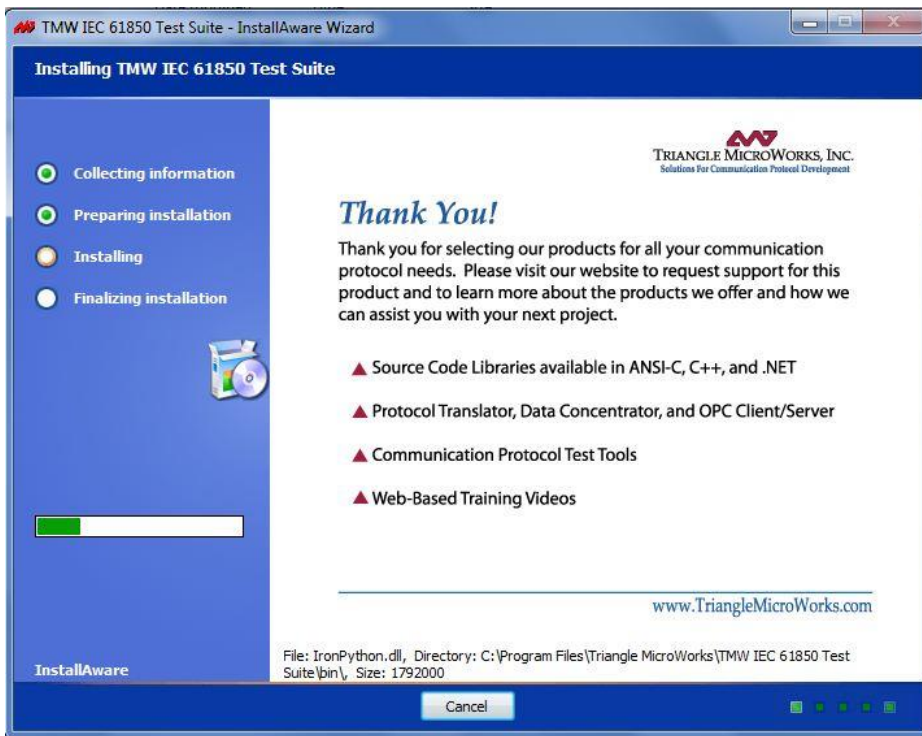 TMW IEC 61850 Test Suite - InstallAware Wizard
Installing TMW IEC 61850 Test Suite
Collecting information
Preparing installation
Installing
Finalizing installation
InstallAware
TRIANGLE MICROWORKS, INC.
Solutions For Communication Protocol Development
Thank You!
Thank you for selecting our products for all your communication
protocol needs. Please visit our website to request support for this
product and to learn more about the products we offer and how we
can assist you with your next project.
Source Code Libraries available in ANSI-C, C++, and .NET
Protocol Translator, Data Concentrator, and OPC Client/Server
Communication Protocol Test Tools
Web-Based Training Videos
www.TriangleMicroWorks.com
File: IronPython.dll, Directory: C:\Program Files\Triangle MicroWorks\TMW IEC 61850 Test
Suite\bin\, Size: 1792000
Cancel